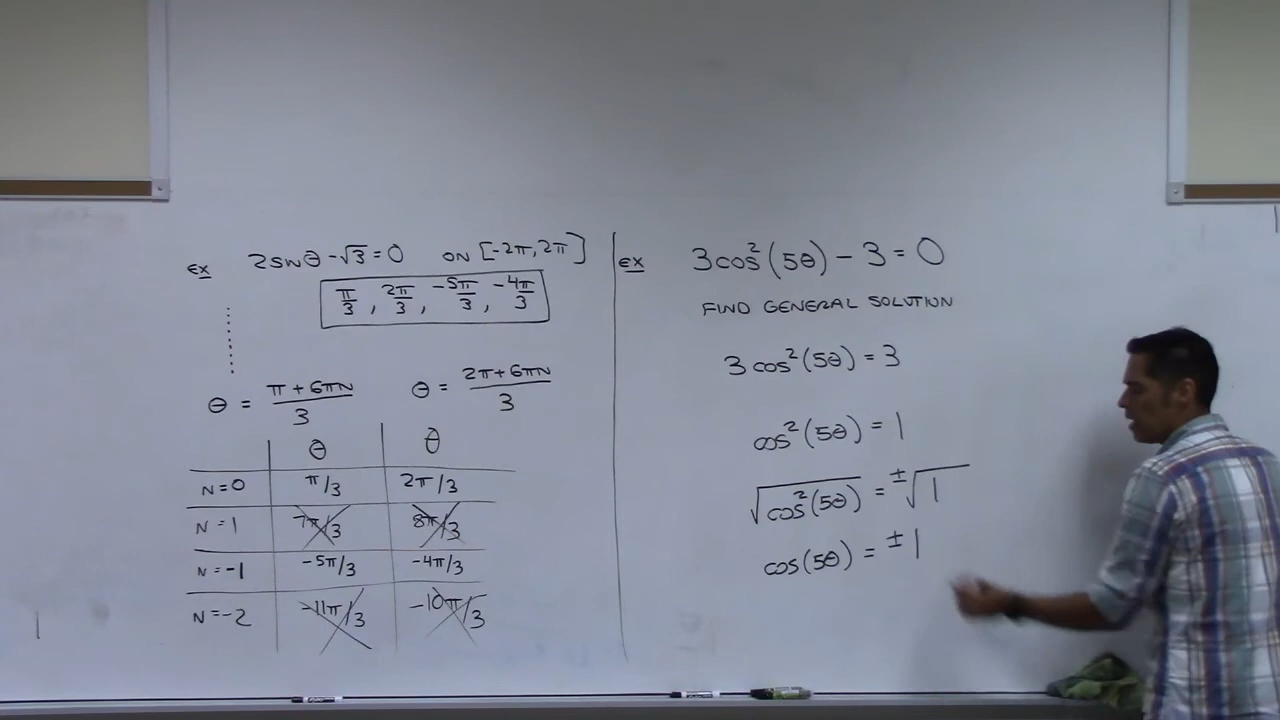 ex 2sinθ - √3 = 0 ON [-2π, 2π]
π/3, 2π/3, -5π/3, -4π/3
θ = π + 6πN / 3 θ = 2π + 6πN / 3
θ θ
N=0 π/3 2π/3
N=1 7π/3 8π/3
N=-1 -5π/3 -4π/3
N=-2 -11π/3 -10π/3
ex 3cos²(5θ) - 3 = 0
FIND GENERAL SOLUTION
3cos²(5θ) = 3
cos²(5θ) = 1
√cos²(5θ) = ±√1
cos(5θ) = ±1